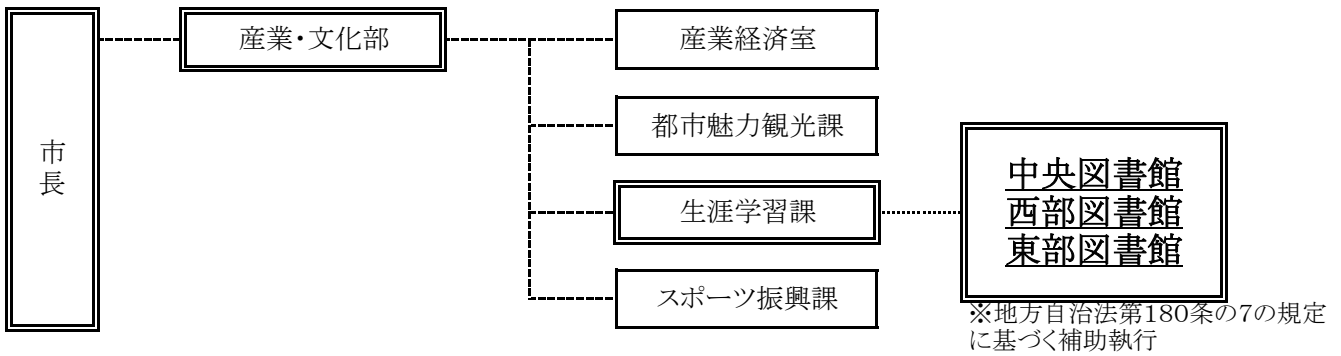 市長
産業・文化部
産業経済室
都市魅力観光課
生涯学習課
スポーツ振興課
中央図書館
西部図書館
東部図書館
※地方自治法第180条の7の規定
に基づく補助執行